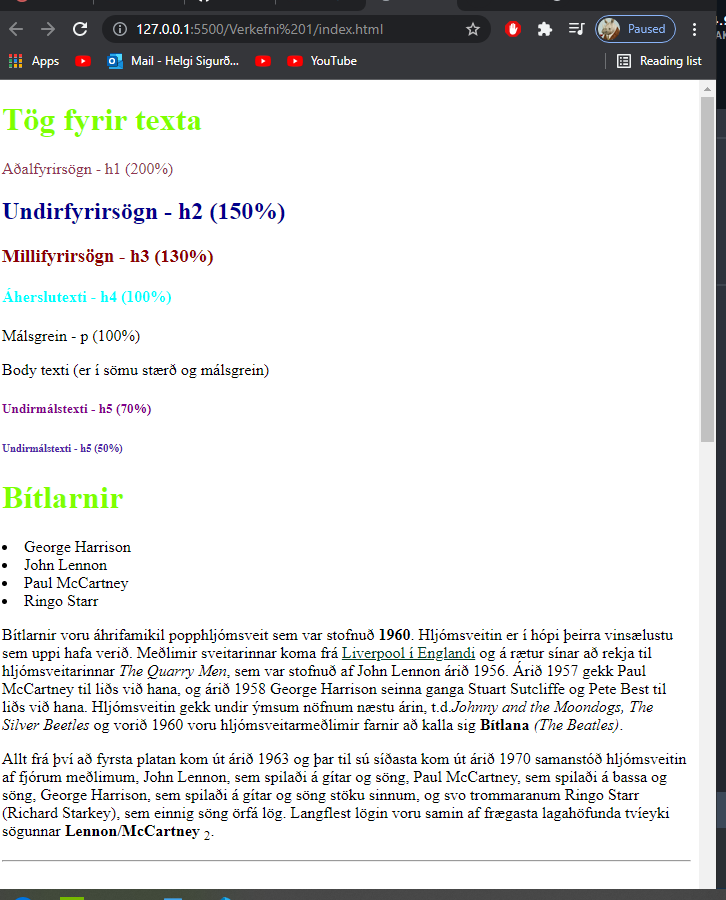 127.0.0.1:5500/Verkefni%201/index.html
Paused
Apps
Mail - Helgi Sigurð...
YouTube
Reading list
Tög fyrir texta
Aðalfyrirsögn - h1 (200%)
Undirfyrirsögn - h2 (150%)
Millifyrirsögn - h3 (130%)
Áherslutexti - h4 (100%)
Málsgrein - p (100%)
Body texti (er í sömu stærð og málsgrein)
Undirmálstexti - h5 (70%)
Undirmálstexti - h5 (50%)
Bítlarnir
• George Harrison
• John Lennon
• Paul McCartney
• Ringo Starr
Bítlarnir voru áhrifamikil popphljómsveit sem var stofnuð 1960. Hljómsveitin er í hópi þeirra vinsælustu
sem uppi hafa verið. Meðlimir sveitarinnar koma frá Liverpool í Englandi og á rætur sínar að rekja til
hljómsveitarinnar The Quarry Men, sem var stofnuð af John Lennon árið 1956. Árið 1957 gekk Paul
McCartney til liðs við hana, og árið 1958 George Harrison seinna ganga Stuart Sutcliffe og Pete Best til
liðs við hana. Hljómsveitin gekk undir ýmsum nöfnum næstu árin, t.d.Johnny and the Moondogs, The
Silver Beetles og vorið 1960 voru hljómsveitarmeðlimir farnir að kalla sig Bítlana (The Beatles).
Allt frá því að fyrsta platan kom út árið 1963 og þar til sú síðasta kom út árið 1970 samanstóð hljómsveitin
af fjórum meðlimum, John Lennon, sem spilaði á gítar og söng, Paul McCartney, sem spilaði á bassa og
söng, George Harrison, sem spilaði á gítar og söng stöku sinnum, og svo trommaranum Ringo Starr
(Richard Starkey), sem einnig söng örfá lög. Langflest lögin voru samin af frægasta lagahöfunda tvíeyki
sögunnar Lennon/McCartney 2.